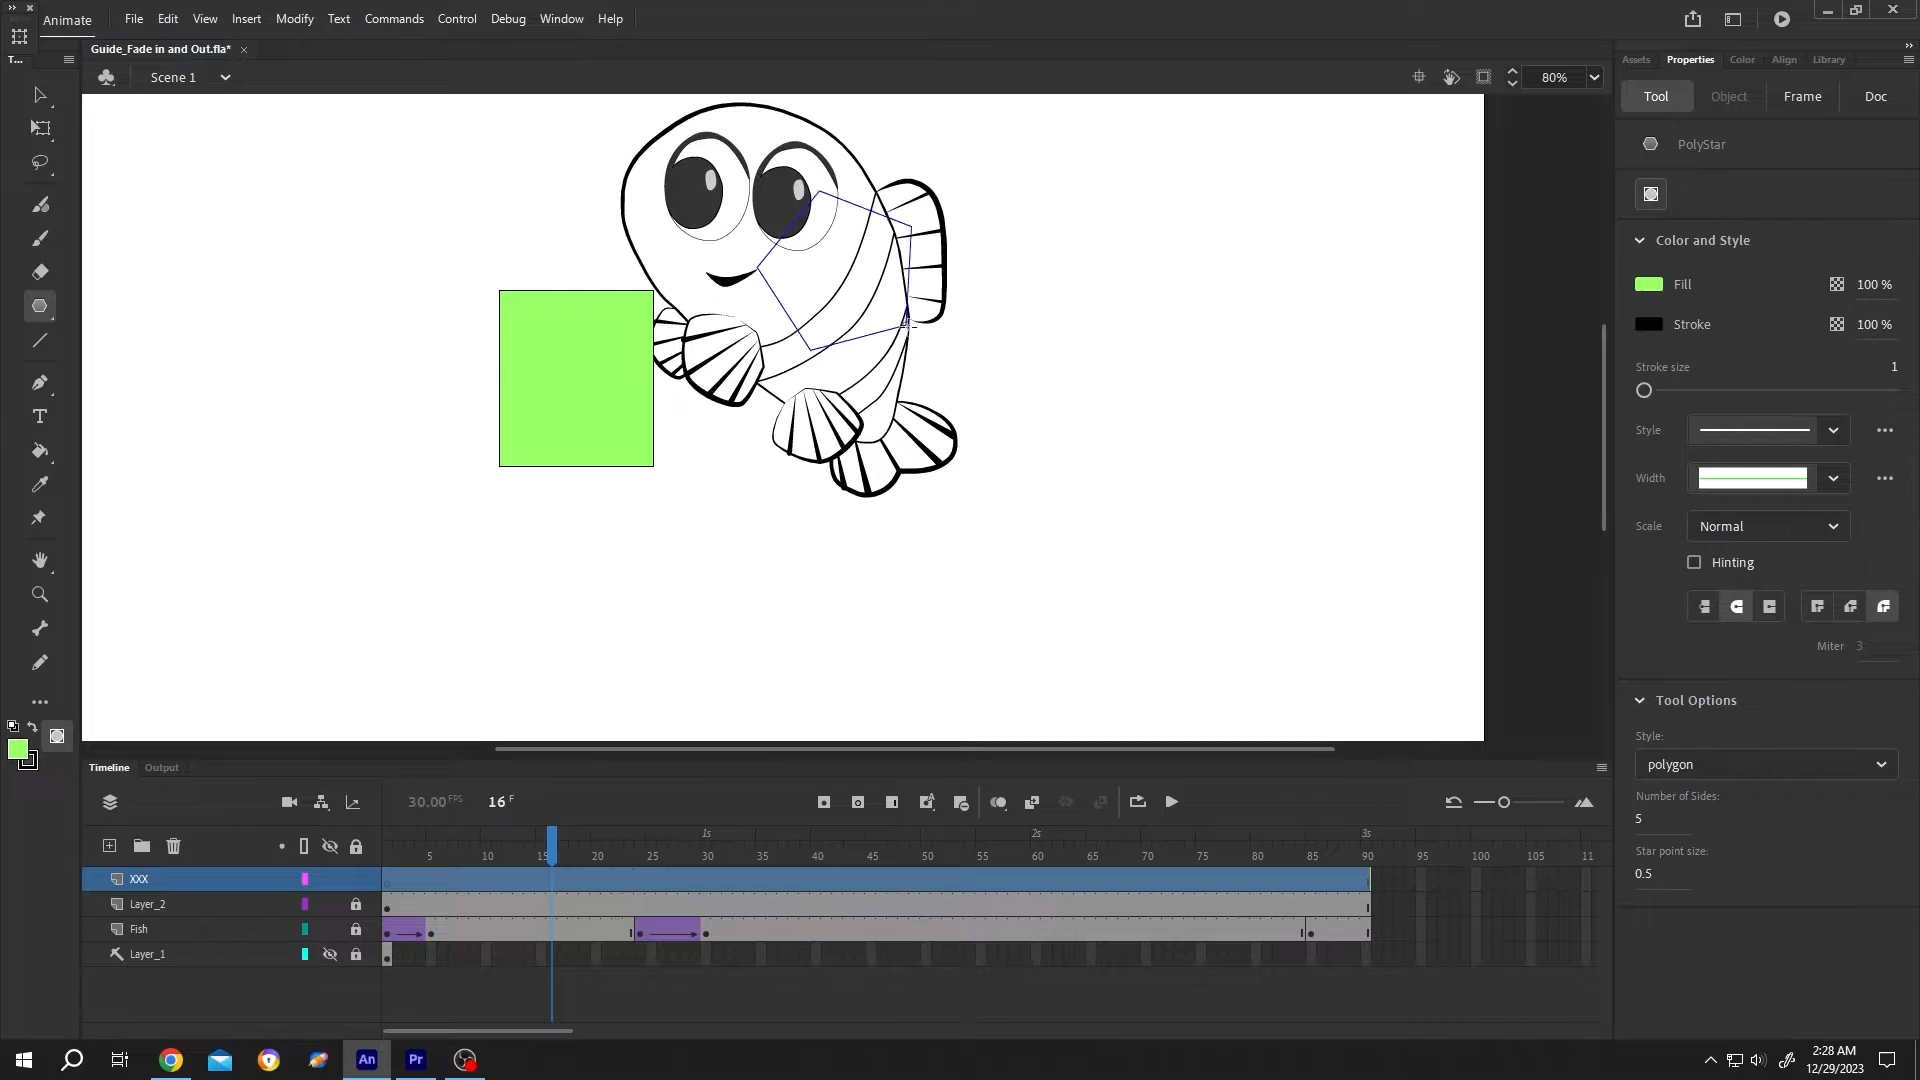 Animate File Edit View Insert Modify Text Commands Control Debug Window Help
T...
Guide_Fade in and Out.fla*
Scene 1
80%
Assets Properties Color Align Library
Tool Object Frame Doc
PolyStar
Color and Style
Fill 100 %
Stroke 100 %
Stroke size 1
Style
Width
Scale Normal
Hinting
Miter 3
Tool Options
Style:
polygon
Number of Sides:
5
Star point size:
0.5
T
Timeline Output
30.00 FPS 16 F
1s 2s 3s
5 10 15 20 25 30 35 40 45 50 55 60 65 70 75 80 85 90 95 100 105 11
XXX
Layer_2
Fish
Layer_1
An Pr
2:28 AM
12/29/2023